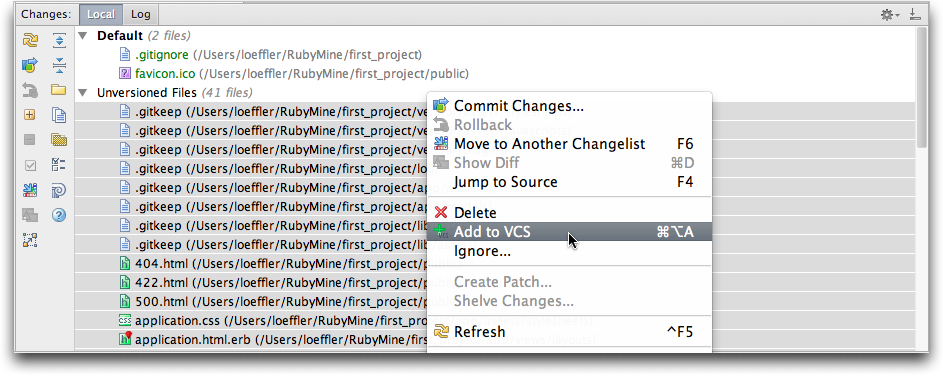 Changes: Local Log
Default (2 files)
.gitignore (/Users/loeffler/RubyMine/first_project)
favicon.ico (/Users/loeffler/RubyMine/first_project/public)
Unversioned Files (41 files)
.gitkeep (/Users/loeffler/RubyMine/first_project/ve
.gitkeep (/Users/loeffler/RubyMine/first_project/ve
.gitkeep (/Users/loeffler/RubyMine/first_project/ve
.gitkeep (/Users/loeffler/RubyMine/first_project/lo
.gitkeep (/Users/loeffler/RubyMine/first_project/ap
.gitkeep (/Users/loeffler/RubyMine/first_project/ap
.gitkeep (/Users/loeffler/RubyMine/first_project/lib
.gitkeep (/Users/loeffler/RubyMine/first_project/lib
404.html (/Users/loeffler/RubyMine/first_project/p
422.html (/Users/loeffler/RubyMine/first_project/p
500.html (/Users/loeffler/RubyMine/first_project/p
application.css (/Users/loeffler/RubyMine/first_pro
application.html.erb (/Users/loeffler/RubyMine/first
Commit Changes...
Rollback
Move to Another Changelist F6
Show Diff ⌘D
Jump to Source F4
Delete
Add to VCS ⌘⌥A
Ignore...
Create Patch...
Shelve Changes...
Refresh ^F5